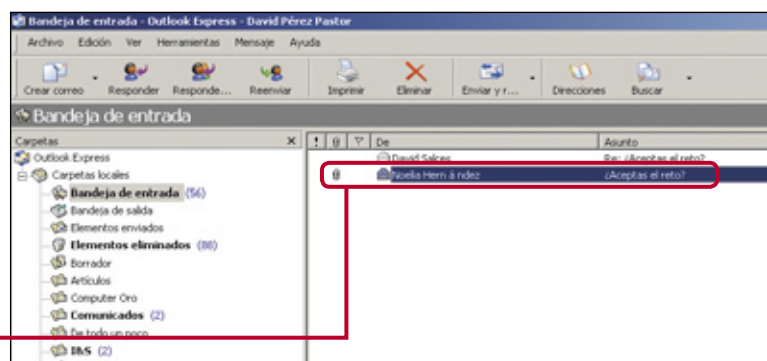 Bandeja de entrada - Outlook Express - David Pérez Pastor
Archivo Edición Ver Herramientas Mensaje Ayuda
Crear correo Responder Responde... Reenviar Imprimir Eliminar Enviar y r... Direcciones Buscar
Bandeja de entrada
Carpetas De Asunto
Outlook Express David Salces Re: ¿Aceptas el reto?
Carpetas locales Noelia Hern á ndez ¿Aceptas el reto?
Bandeja de entrada (56)
Bandeja de salida
Elementos enviados
Elementos eliminados (88)
Borrador
Artículos
Computer Oro
Comunicados (2)
De todo un poco
I&S (2)